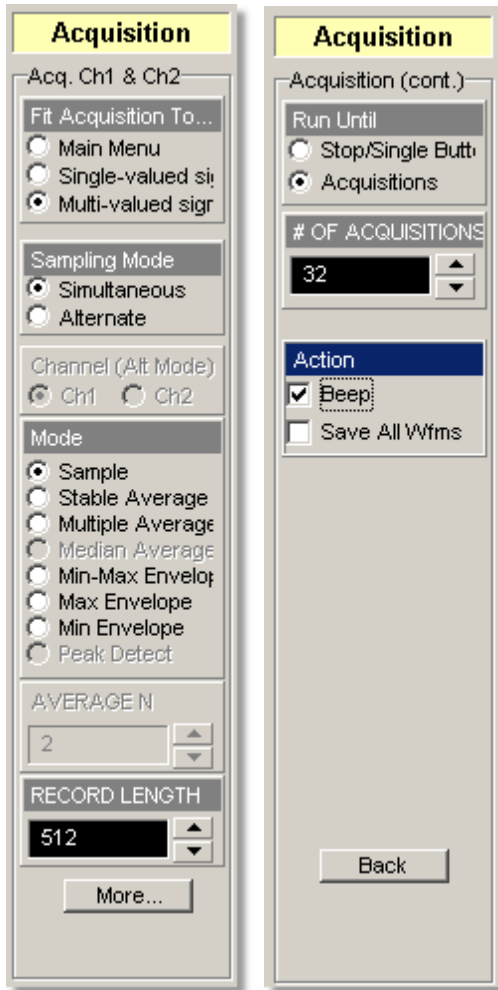 Acquisition
Acq. Ch1 & Ch2
Fit Acquisition To...
Main Menu
Single-valued si
Multi-valued sigr
Sampling Mode
Simultaneous
Alternate
Channel (Alt Mode)
Ch1 Ch2
Mode
Sample
Stable Average
Multiple Average
Median Average
Min-Max Envelop
Max Envelope
Min Envelope
Peak Detect
AVERAGE N
2
RECORD LENGTH
512
More...
Acquisition
Acquisition (cont.)
Run Until
Stop/Single Butt
Acquisitions
# OF ACQUISITIONS
32
Action
Beep
Save All Wfms
Back